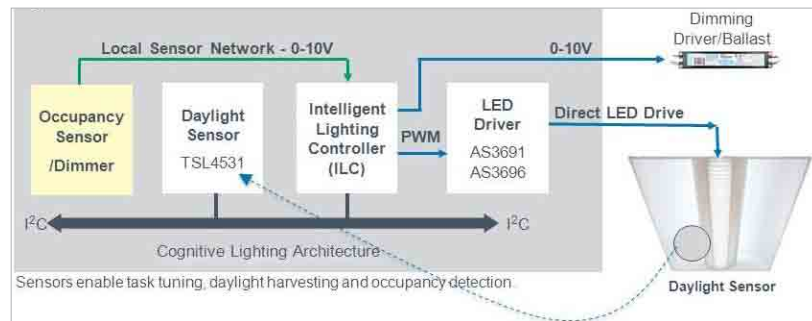 Dimming
Driver/Ballast
Local Sensor Network - 0-10V
0-10V
Occupancy
Sensor
/Dimmer
Daylight
Sensor
TSL4531
Intelligent
Lighting
Controller
(ILC)
PWM
LED
Driver
AS3691
AS3696
Direct LED Drive
I²C
I²C
Cognitive Lighting Architecture
Sensors enable task tuning, daylight harvesting and occupancy detection.
Daylight Sensor